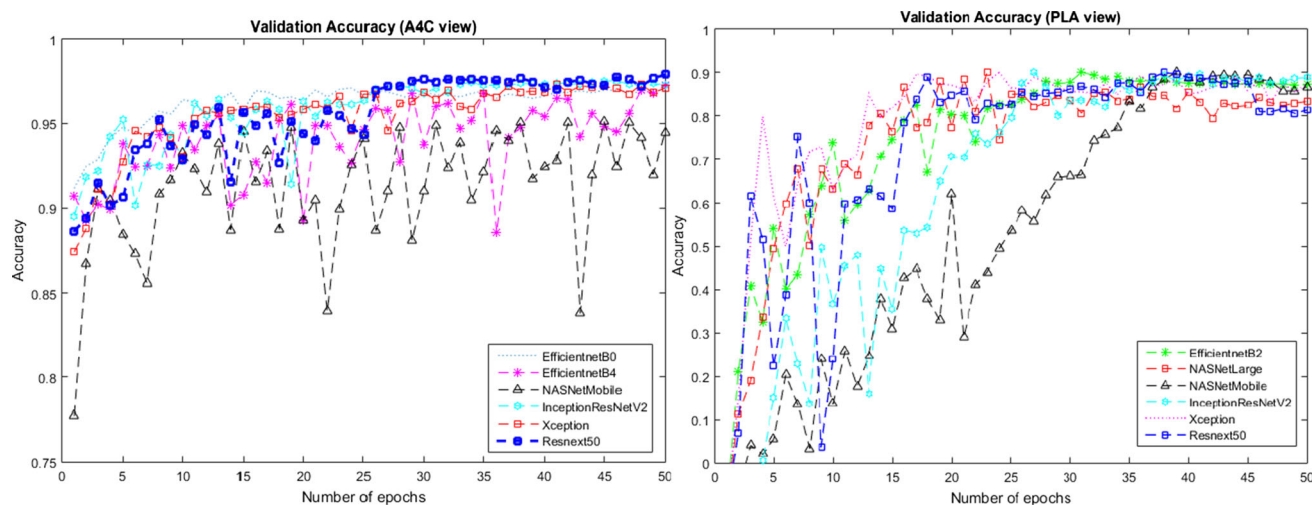 Validation Accuracy (A4C view)
1
0.95
0.9
0.85
0.8
0.75
Accuracy
0
5
10
15
20
25
30
35
40
45
50
Number of epochs
EfficientnetB0
EfficientnetB4
NASNetMobile
InceptionResNetV2
Xception
Resnext50
Validation Accuracy (PLA view)
1
0.9
0.8
0.7
0.6
0.5
0.4
0.3
0.2
0.1
0
Accuracy
0
5
10
15
20
25
30
35
40
45
50
Number of epochs
EfficientnetB2
NASNetLarge
NASNetMobile
InceptionResNetV2
Xception
Resnext50